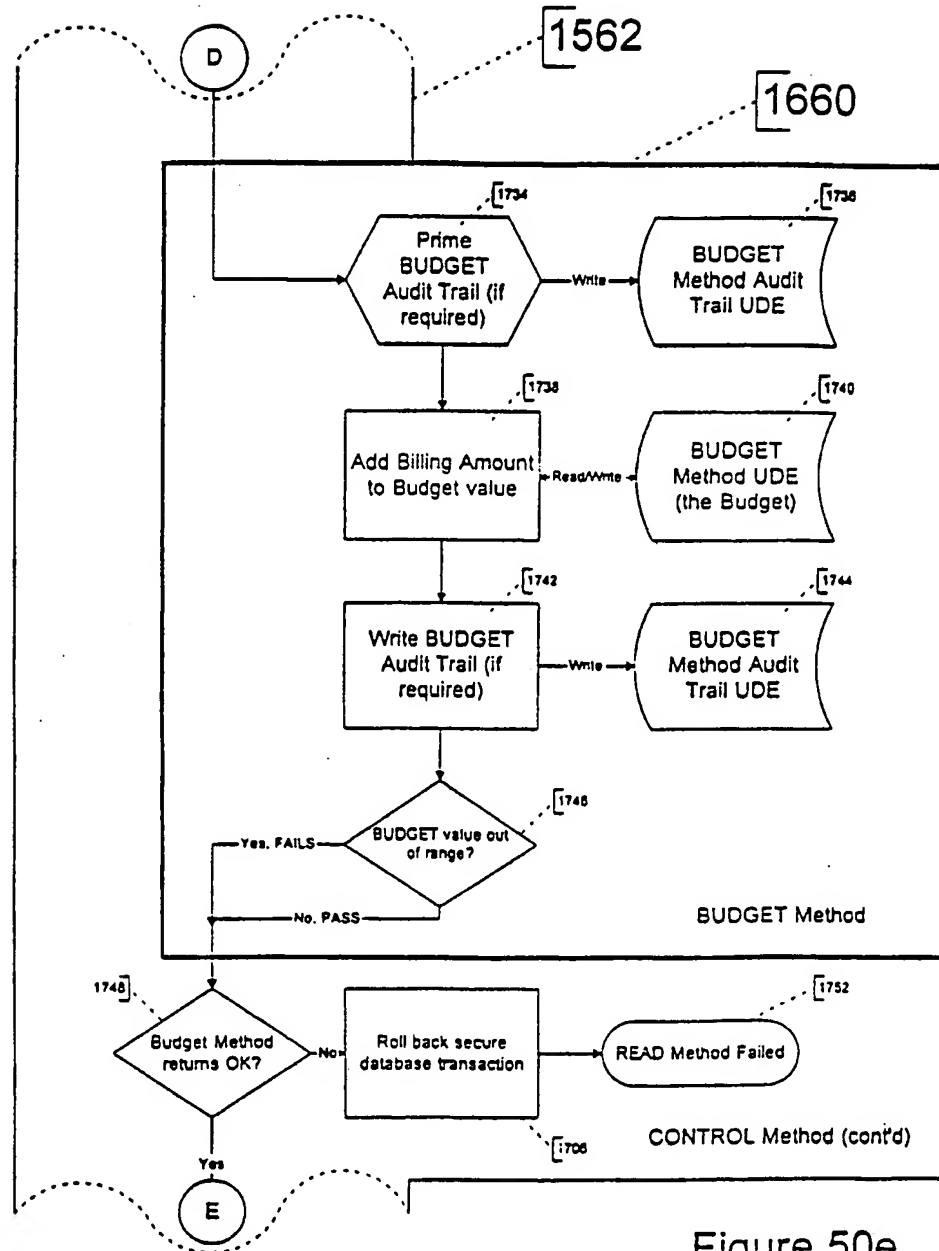 D
1562
1660
1734
Prime
BUDGET
Audit Trail (if
required)
Write
1736
BUDGET
Method Audit
Trail UDE
1738
Add Billing Amount
to Budget value
Read/Write
1740
BUDGET
Method UDE
(the Budget)
1742
Write BUDGET
Audit Trail (if
required)
Write
1744
BUDGET
Method Audit
Trail UDE
1746
BUDGET value out
of range?
Yes, FAILS
No, PASS
BUDGET Method
1748
Budget Method
returns OK?
No
Roll back secure
database transaction
1706
1752
READ Method Failed
CONTROL Method (cont'd)
Yes
E
Figure 50e